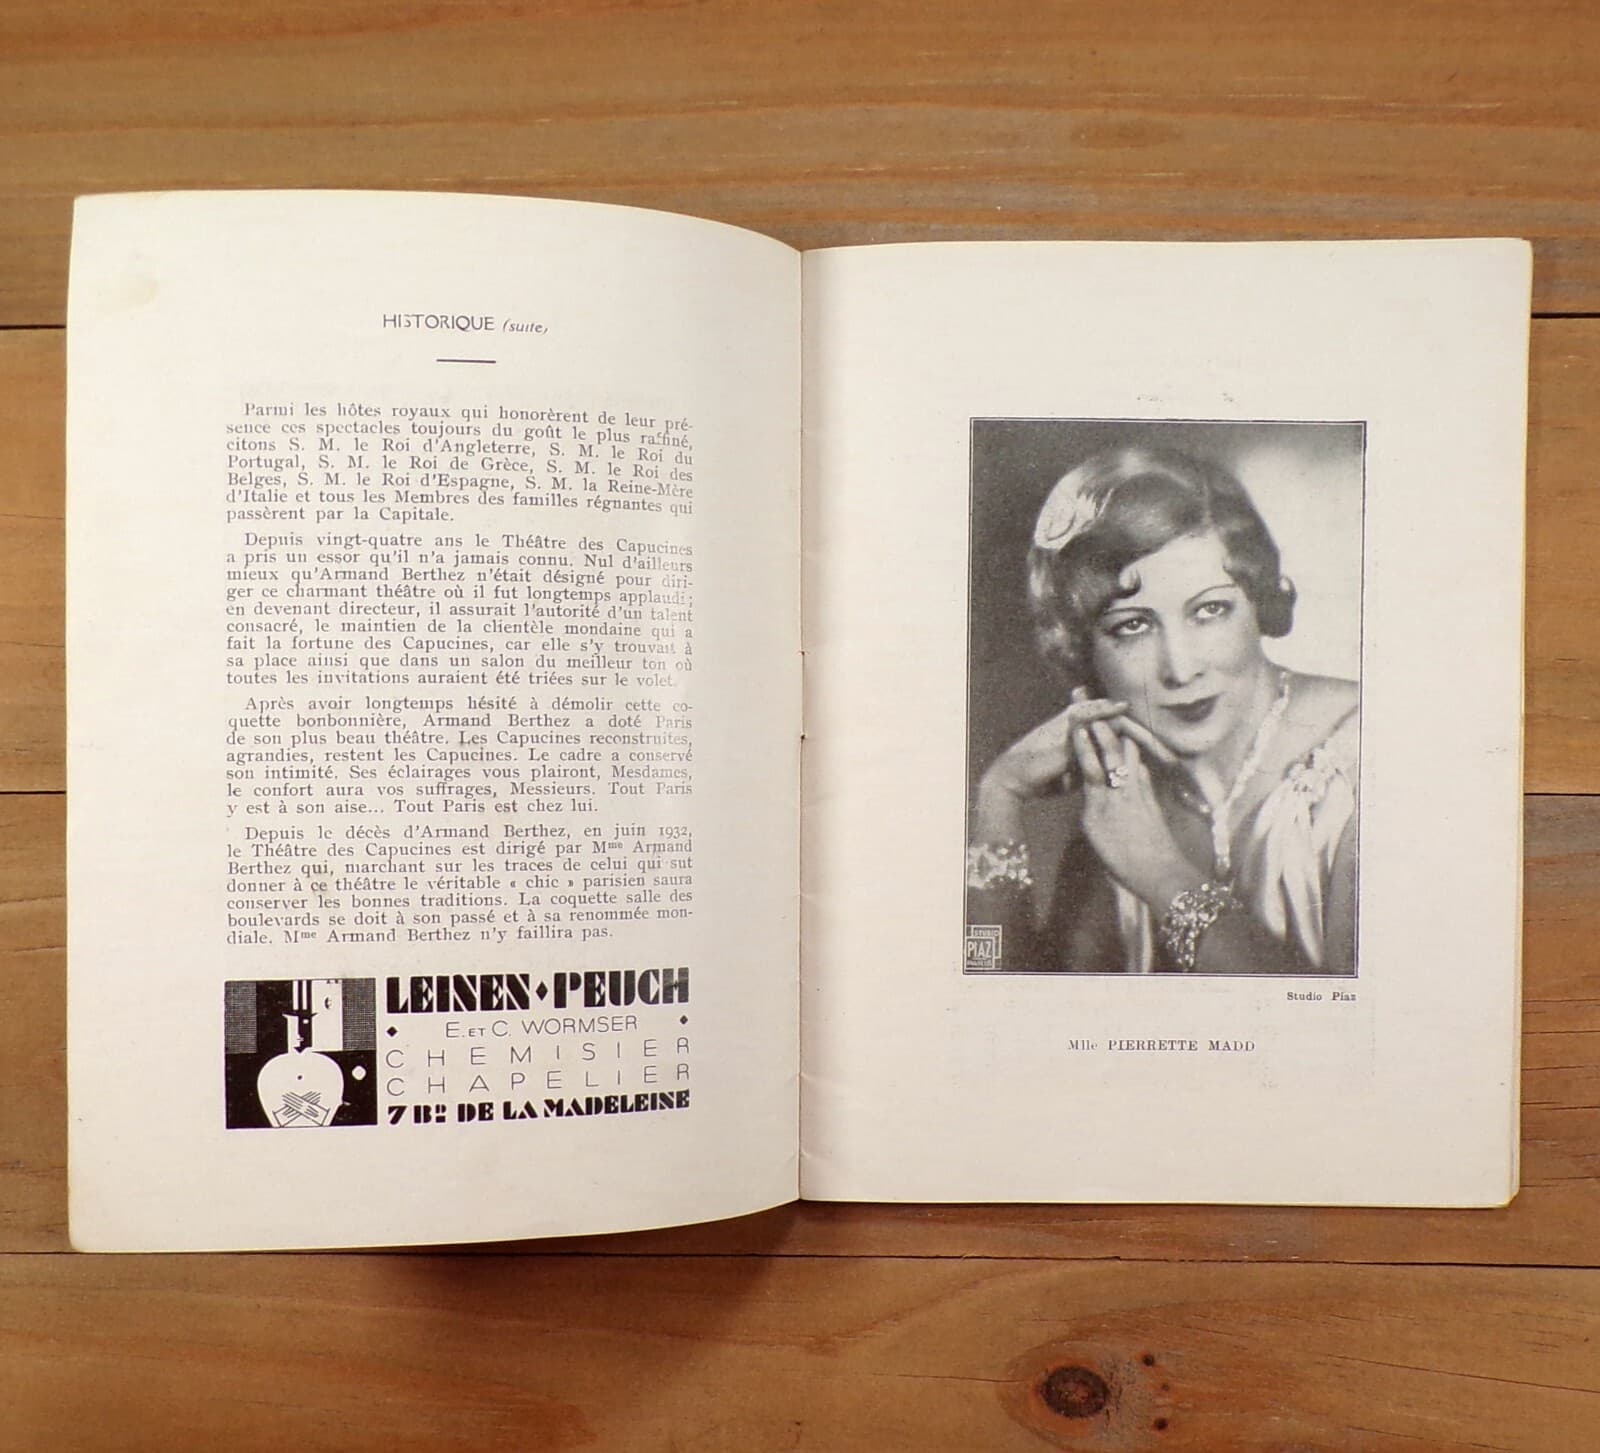 HISTORIQUE (suite)
Parmi les hôtes royaux qui honorèrent de leur pré-
sence ces spectacles toujours du goût le plus raffiné,
citons S. M. le Roi d'Angleterre, S. M. le Roi du
Portugal, S. M. le Roi de Grèce, S. M. le Roi des
Belges, S. M. le Roi d'Espagne, S. M. la Reine-Mère
d'Italie et tous les Membres des familles régnantes qui
passèrent par la Capitale.
Depuis vingt-quatre ans le Théâtre des Capucines
a pris un essor qu'il n'a jamais connu. Nul d'ailleurs
mieux qu'Armand Berthez n'était désigné pour diri-
ger ce charmant théâtre où il fut longtemps applaudi ;
en devenant directeur, il assurait l'autorité d'un talent
consacré, le maintien de la clientèle mondaine qui a
fait la fortune des Capucines, car elle s'y trouvait à
sa place ainsi que dans un salon du meilleur ton où
toutes les invitations auraient été triées sur le volet.
Après avoir longtemps hésité à démolir cette co-
quette bonbonnière, Armand Berthez a doté Paris
de son plus beau théâtre. Les Capucines reconstruites,
agrandies, restent les Capucines. Le cadre a conservé
son intimité. Ses éclairages vous plairont, Mesdames,
le confort aura vos suffrages, Messieurs. Tout Paris
y est à son aise... Tout Paris est chez lui.
Depuis le décès d'Armand Berthez, en juin 1932,
le Théâtre des Capucines est dirigé par Mme Armand
Berthez qui, marchant sur les traces de celui qui sut
donner à ce théâtre le véritable « chic » parisien saura
conserver les bonnes traditions. La coquette salle des
boulevards se doit à son passé et à sa renommée mon-
diale. Mme Armand Berthez n'y faillira pas.
LEINEN ♦ PEUCH
♦ E. ET C. WORMSER ♦
CHEMISIER
CHAPELIER
7 Bd DE LA MADELEINE
STUDIO
PIAZ
Studio Piaz
Mlle PIERRETTE MADD